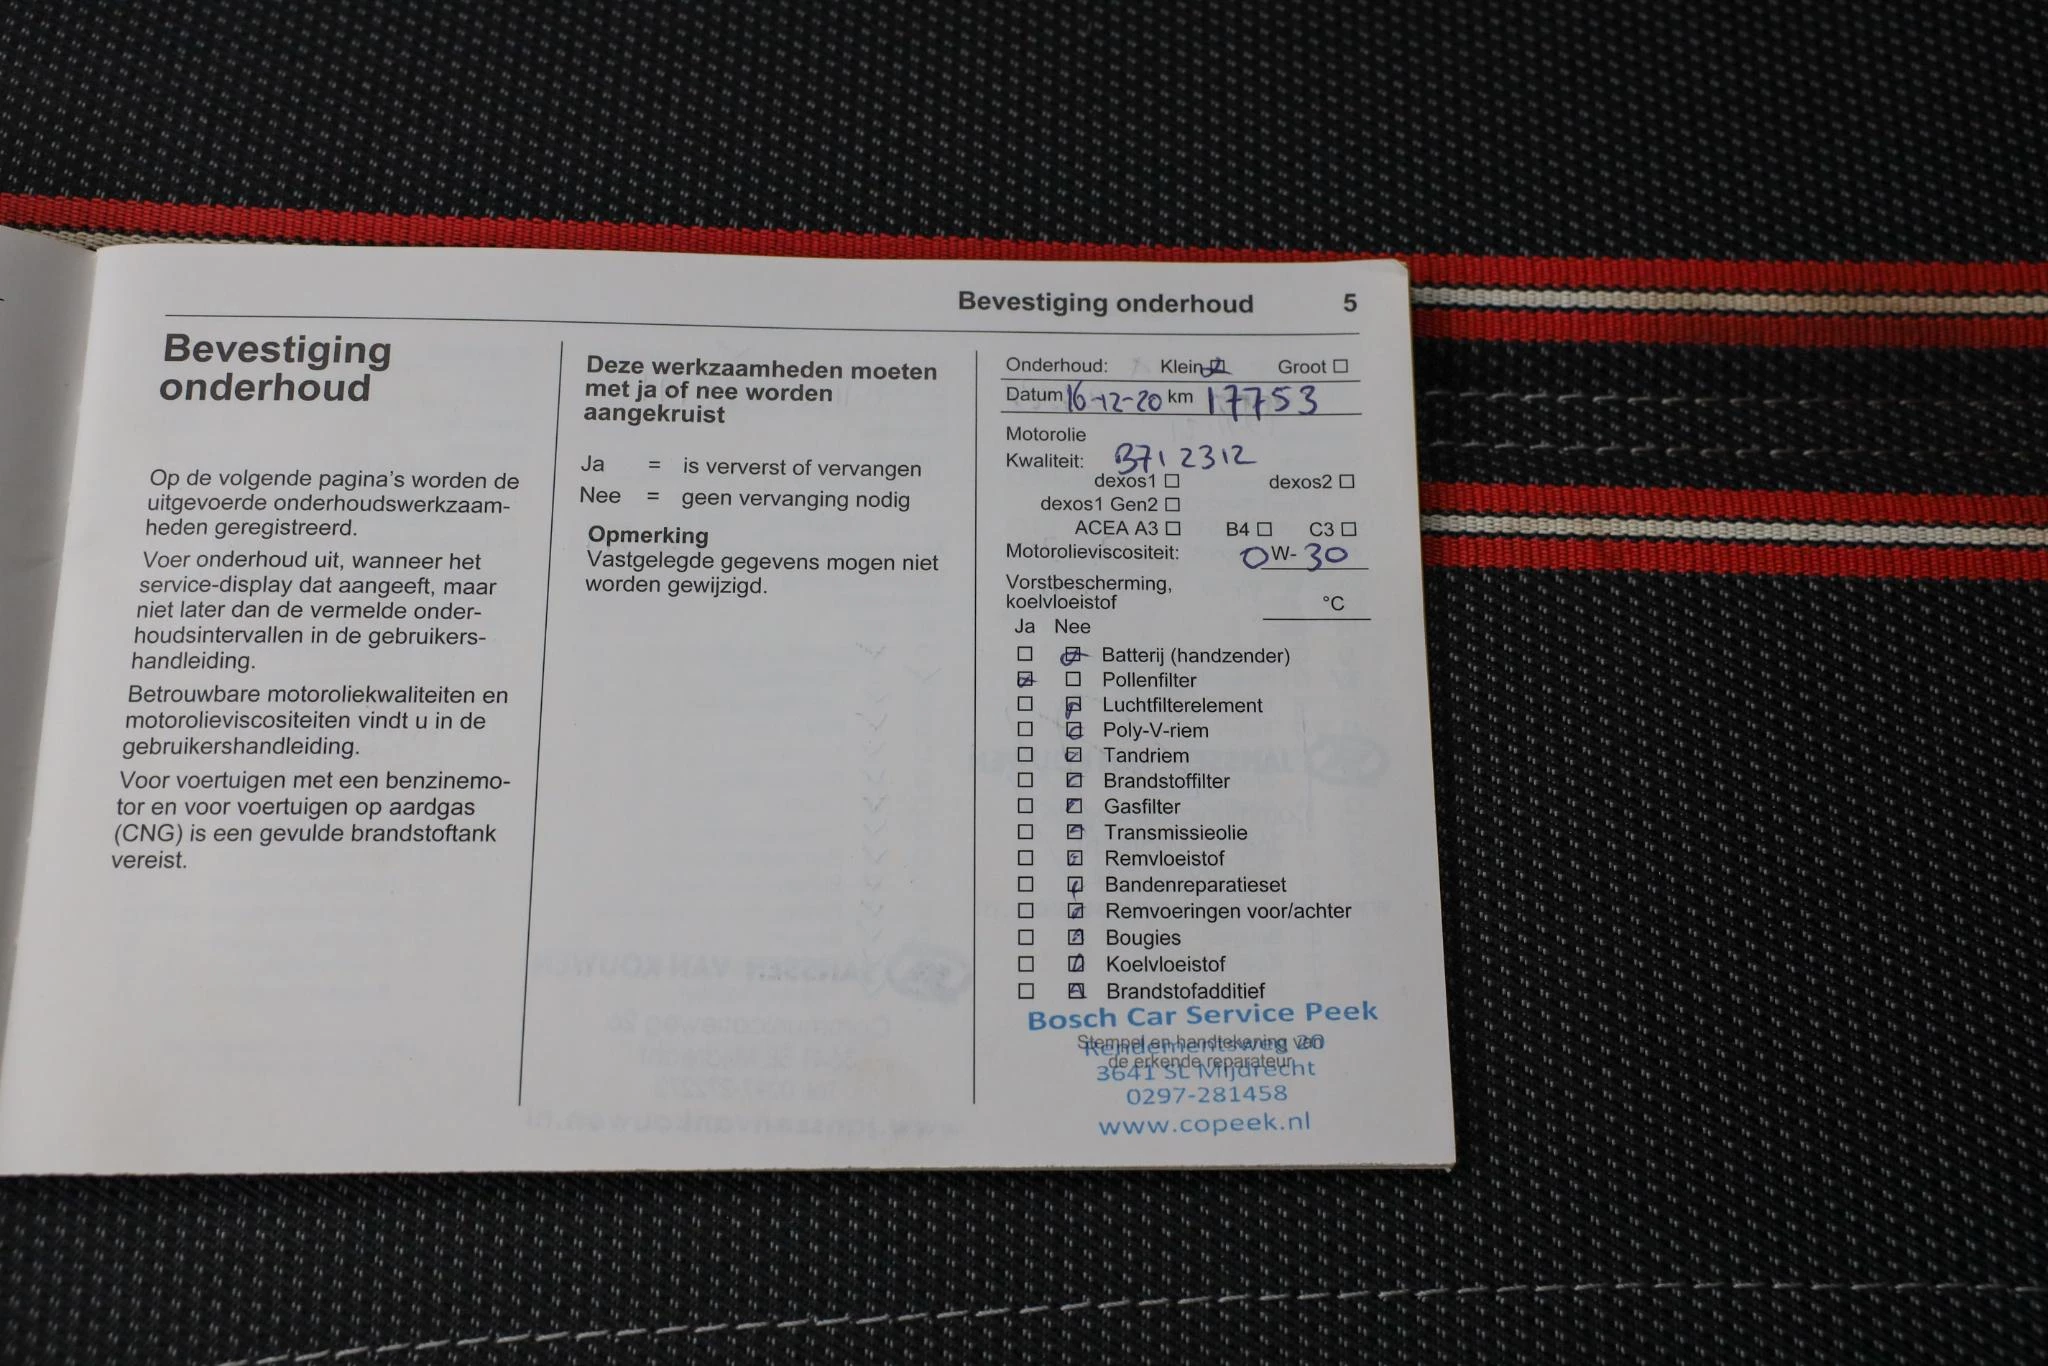 Bevestiging onderhoud 5
Bevestiging
onderhoud
Op de volgende pagina's worden de
uitgevoerde onderhoudswerkzaam-
heden geregistreerd.
Voer onderhoud uit, wanneer het
service-display dat aangeeft, maar
niet later dan de vermelde onder-
houdsintervallen in de gebruikers-
handleiding.
Betrouwbare motoroliekwaliteiten en
motorolieviscositeiten vindt u in de
gebruikershandleiding.
Voor voertuigen met een benzinemo-
tor en voor voertuigen op aardgas
(CNG) is een gevulde brandstoftank
vereist.
Deze werkzaamheden moeten
met ja of nee worden
aangekruist
Ja = is ververst of vervangen
Nee = geen vervanging nodig
Opmerking
Vastgelegde gegevens mogen niet
worden gewijzigd.
Onderhoud: Klein Groot
Datum 16-12-20 km 17753
Motorolie
Kwaliteit: B71 2312
dexos1 dexos2
dexos1 Gen2
ACEA A3 B4 C3
Motorolieviscositeit: 0 W- 30
Vorstbescherming,
koelvloeistof °C
Ja Nee
Batterij (handzender)
Pollenfilter
Luchtfilterelement
Poly-V-riem
Tandriem
Brandstoffilter
Gasfilter
Transmissieolie
Remvloeistof
Bandenreparatieset
Remvoeringen voor/achter
Bougies
Koelvloeistof
Brandstofadditief
Bosch Car Service Peek
Stempel en handtekening van
Rendementsweg 20
de erkende reparateur
3641 SL Mijdrecht
0297-281458
www.copeek.nl